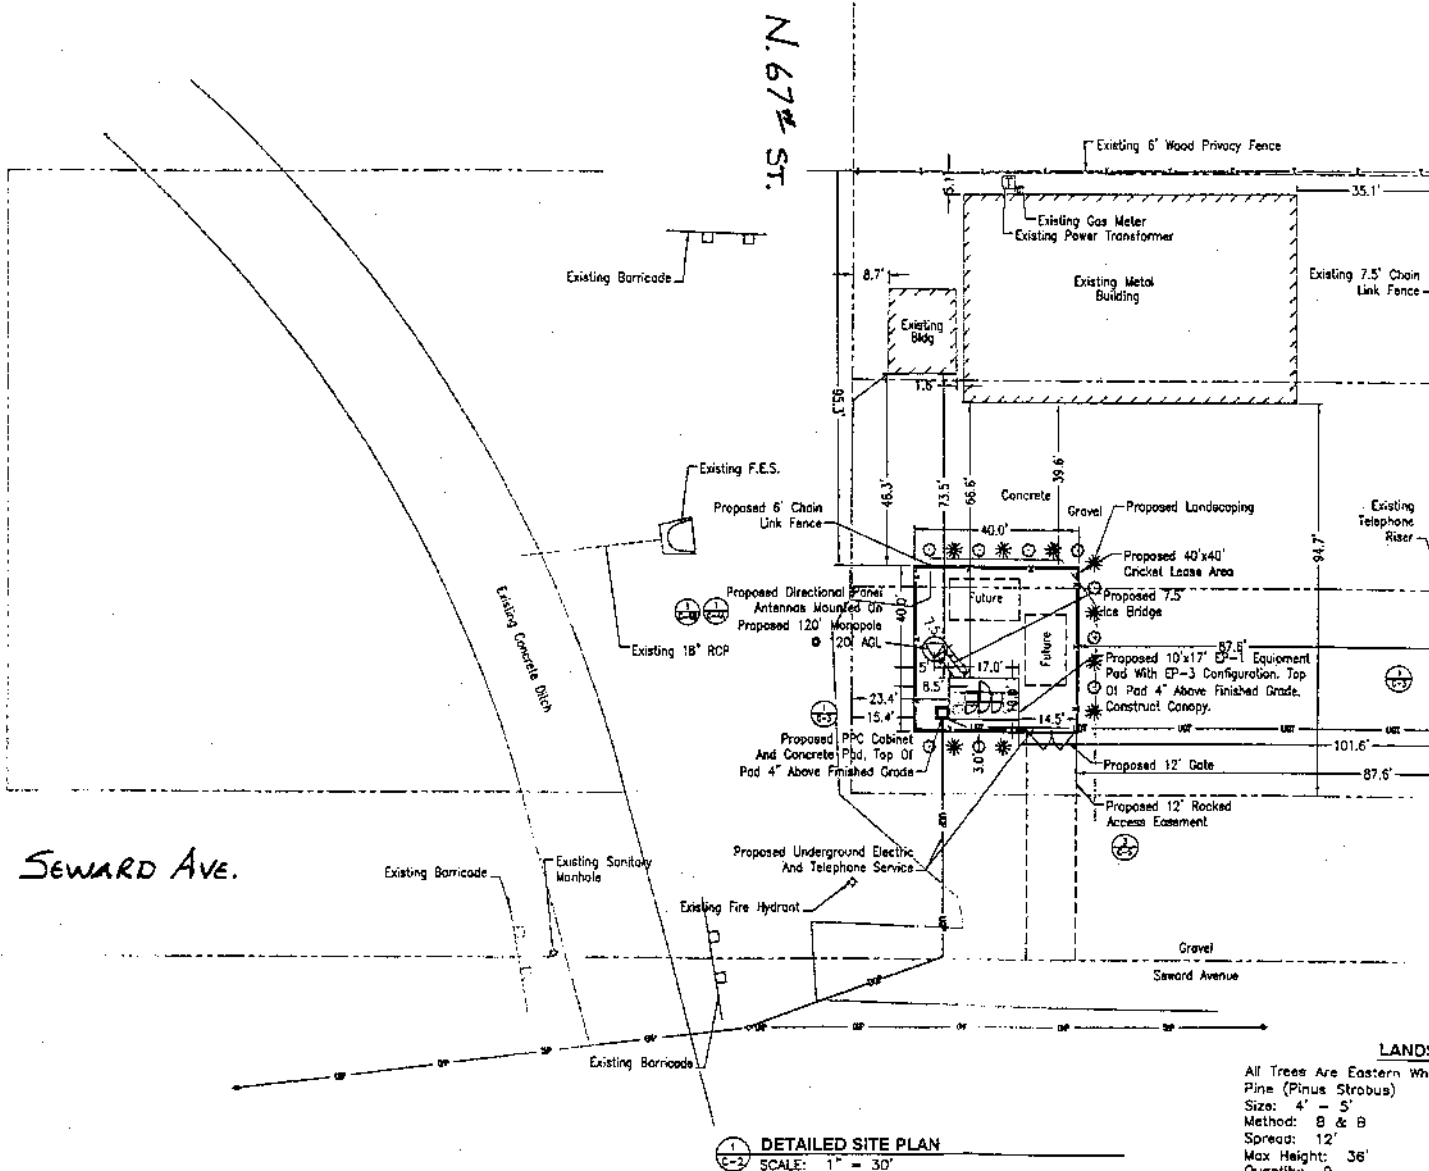 N. 67th ST.
Existing 6' Wood Privacy Fence
35.1'
Existing Gas Meter
Existing Power Transformer
Existing Barricade
8.7'
Existing Metal
Building
Existing 7.5' Chain
Link Fence
Existing
Bldg
1.6'
95.3'
46.3'
73.5'
66.6'
39.6'
94.7'
Existing F.E.S.
Concrete
Gravel
Proposed 6' Chain
Link Fence
40.0'
Proposed Landscaping
Existing
Telephone
Riser
Proposed 40'x40'
Cricket Lease Area
Existing Concrete Ditch
Existing 18" RCP
Proposed Directional Panel
Antennas Mounted On
Proposed 120' Monopole
120' AGL
40.0'
Future
Future
7.5'
Proposed 7.5'
Ice Bridge
87.6'
Proposed 10'x17' EP-1 Equipment
Pad With EP-3 Configuration. Top
Of Pad 4" Above Finished Grade.
Construct Canopy.
5'
17.0'
8.5'
23.4'
15.4'
14.5'
3.0'
UGT
UGT
UGT
101.6'
87.6'
Proposed PPC Cabinet
And Concrete Pad, Top Of
Pad 4" Above Finished Grade
Proposed 12' Gate
Proposed 12' Rocked
Access Easement
SEWARD AVE.
Existing Barricade
Existing Sanitary
Manhole
Proposed Underground Electric
And Telephone Service
Existing Fire Hydrant
Gravel
Seward Avenue
Existing Barricade
1
C-2
DETAILED SITE PLAN
SCALE: 1" = 30'
LANDS
All Trees Are Eastern Wh
Pine (Pinus Strobus)
Size: 4' - 5'
Method: B & B
Spread: 12'
Max Height: 36'
Quantity: 9